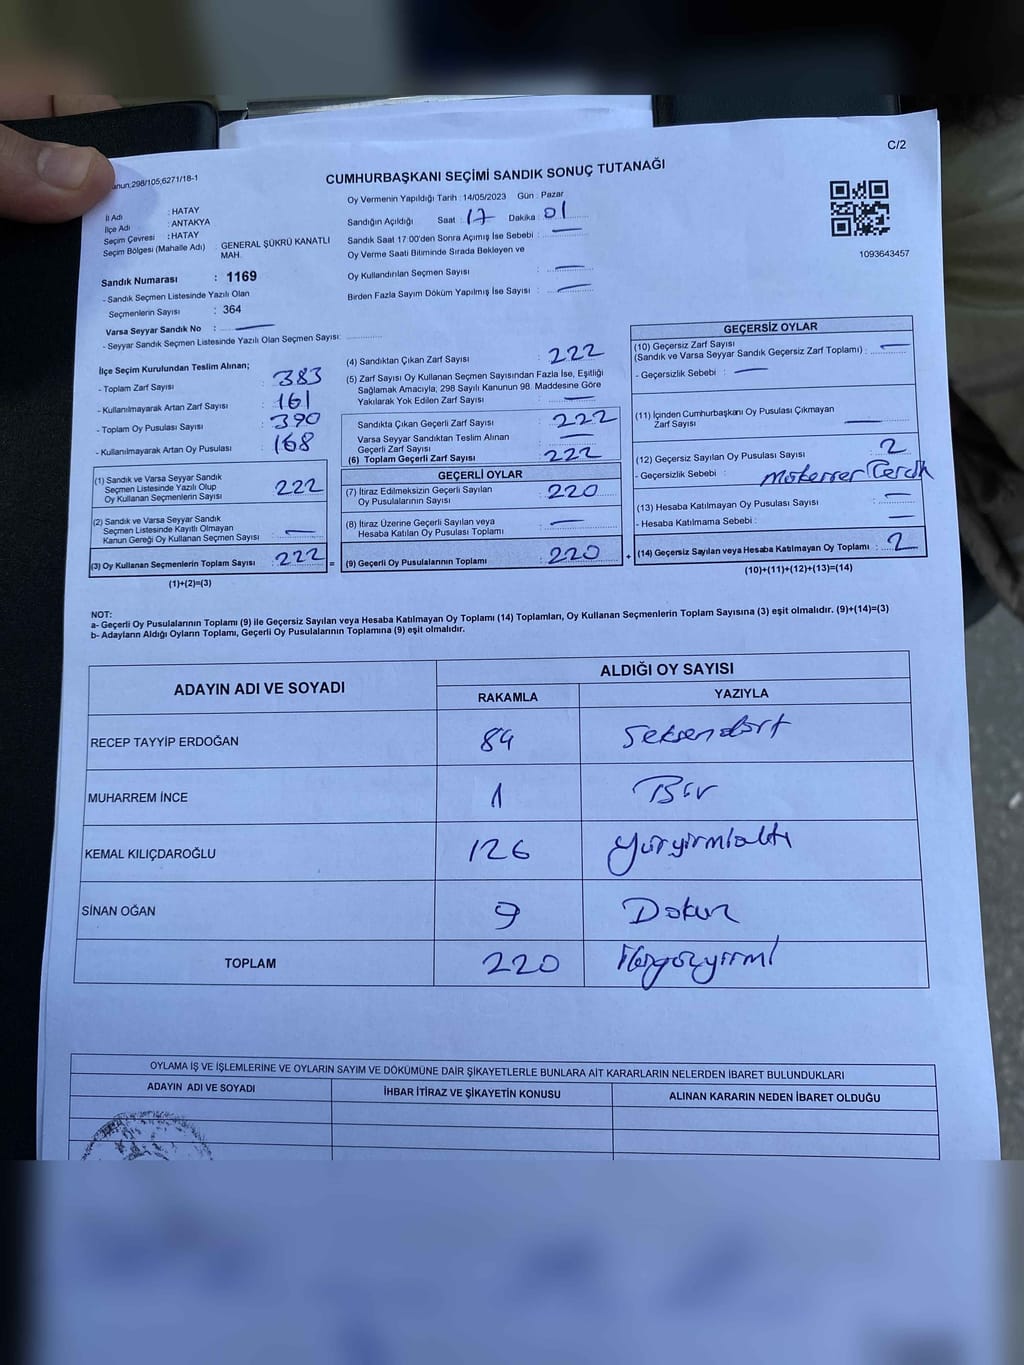 C/2
anun;298/105;6271/18-1
CUMHURBAŞKANI SEÇİMİ SANDIK SONUÇ TUTANAĞI
İl Adı : HATAY
İlçe Adı : ANTAKYA
Seçim Çevresi : HATAY
Seçim Bölgesi (Mahalle Adı) : GENERAL ŞÜKRÜ KANATLI
MAH.
Sandık Numarası : 1169
- Sandık Seçmen Listesinde Yazılı Olan
Seçmenlerin Sayısı : 364
Varsa Seyyar Sandık No : —
- Seyyar Sandık Seçmen Listesinde Yazılı Olan Seçmen Sayısı:
Oy Vermenin Yapıldığı Tarih : 14/05/2023 Gün : Pazar
Sandığın Açıldığı Saat : 17 Dakika : 01
Sandık Saat 17.00'den Sonra Açımış İse Sebebi : —
Oy Verme Saati Bitiminde Sırada Bekleyen ve
Oy Kullandırılan Seçmen Sayısı : —
Birden Fazla Sayım Döküm Yapılmış İse Sayısı : —
1093643457
İlçe Seçim Kurulundan Teslim Alınan;
- Toplam Zarf Sayısı : 383
- Kullanılmayarak Artan Zarf Sayısı : 161
- Toplam Oy Pusulası Sayısı : 390
- Kullanılmayarak Artan Oy Pusulası : 168
(1) Sandık ve Varsa Seyyar Sandık
Seçmen Listesinde Yazılı Olup
Oy Kullanan Seçmenlerin Sayısı : 222
(2) Sandık ve Varsa Seyyar Sandık
Seçmen Listesinde Kayıtlı Olmayan
Kanun Gereği Oy Kullanan Seçmen Sayısı : —
(3) Oy Kullanan Seçmenlerin Toplam Sayısı : 222
(1)+(2)=(3)
(4) Sandıktan Çıkan Zarf Sayısı : 222
(5) Zarf Sayısı Oy Kullanan Seçmen Sayısından Fazla İse, Eşitliği
Sağlamak Amacıyla, 298 Sayılı Kanunun 98. Maddesine Göre
Yakılarak Yok Edilen Zarf Sayısı : —
Sandıkta Çıkan Geçerli Zarf Sayısı : 222
Varsa Seyyar Sandıktan Teslim Alınan
Geçerli Zarf Sayısı : —
(6) Toplam Geçerli Zarf Sayısı : 222
GEÇERLİ OYLAR
(7) İtiraz Edilmeksizin Geçerli Sayılan
Oy Pusulalarının Sayısı : 220
(8) İtiraz Üzerine Geçerli Sayılan veya
Hesaba Katılan Oy Pusulası Toplamı : —
= (9) Geçerli Oy Pusulalarının Toplamı : 220 +
GEÇERSİZ OYLAR
(10) Geçersiz Zarf Sayısı
(Sandık ve Varsa Seyyar Sandık Geçersiz Zarf Toplamı) : —
- Geçersizlik Sebebi : —
(11) İçinden Cumhurbaşkanı Oy Pusulası Çıkmayan
Zarf Sayısı : —
(12) Geçersiz Sayılan Oy Pusulası Sayısı : 2
- Geçersizlik Sebebi :
(13) Hesaba Katılmayan Oy Pusulası Sayısı : —
- Hesaba Katılmama Sebebi : —
(14) Geçersiz Sayılan veya Hesaba Katılmayan Oy Toplamı : 2
(10)+(11)+(12)+(13)=(14)
NOT:
a- Geçerli Oy Pusulalarının Toplamı (9) ile Geçersiz Sayılan veya Hesaba Katılmayan Oy Toplamı (14) Toplamları, Oy Kullanan Seçmenlerin Toplam Sayısına (3) eşit olmalıdır. (9)+(14)=(3)
b- Adayların Aldığı Oyların Toplamı, Geçerli Oy Pusulalarının Toplamına (9) eşit olmalıdır.
ADAYIN ADI VE SOYADI ALDIĞI OY SAYISI
RAKAMLA YAZIYLA
RECEP TAYYİP ERDOĞAN 84 Seksendört
MUHARREM İNCE 1 Bir
KEMAL KILIÇDAROĞLU 126 Yüzyirmialtı
SİNAN OĞAN 9 Dokuz
TOPLAM 220 İkiyüzyirmi
OYLAMA İŞ VE İŞLEMLERİNE VE OYLARIN SAYIM VE DÖKÜMÜNE DAİR ŞİKAYETLERLE BUNLARA AİT KARARLARIN NELERDEN İBARET BULUNDUKLARI
ADAYIN ADI VE SOYADI İHBAR İTİRAZ VE ŞİKAYETİN KONUSU ALINAN KARARIN NEDEN İBARET OLDUĞU